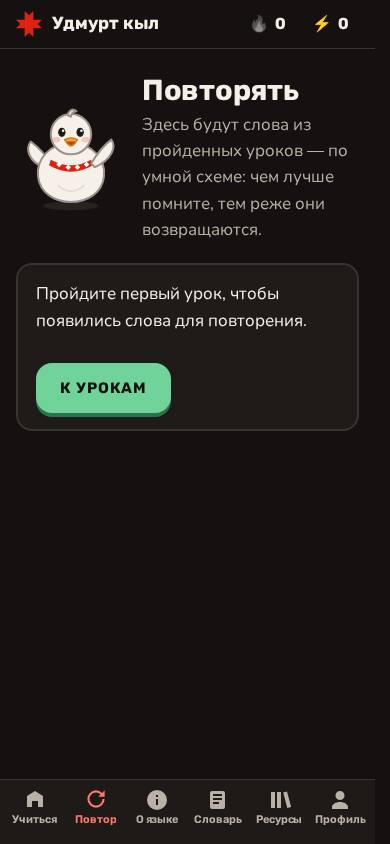 Удмурт кыл
0
0
Повторять
Здесь будут слова из
пройденных уроков — по
умной схеме: чем лучше
помните, тем реже они
возвращаются.
Пройдите первый урок, чтобы
появились слова для повторения.
К УРОКАМ
Учиться
Повтор
О языке
Словарь
Ресурсы
Профиль